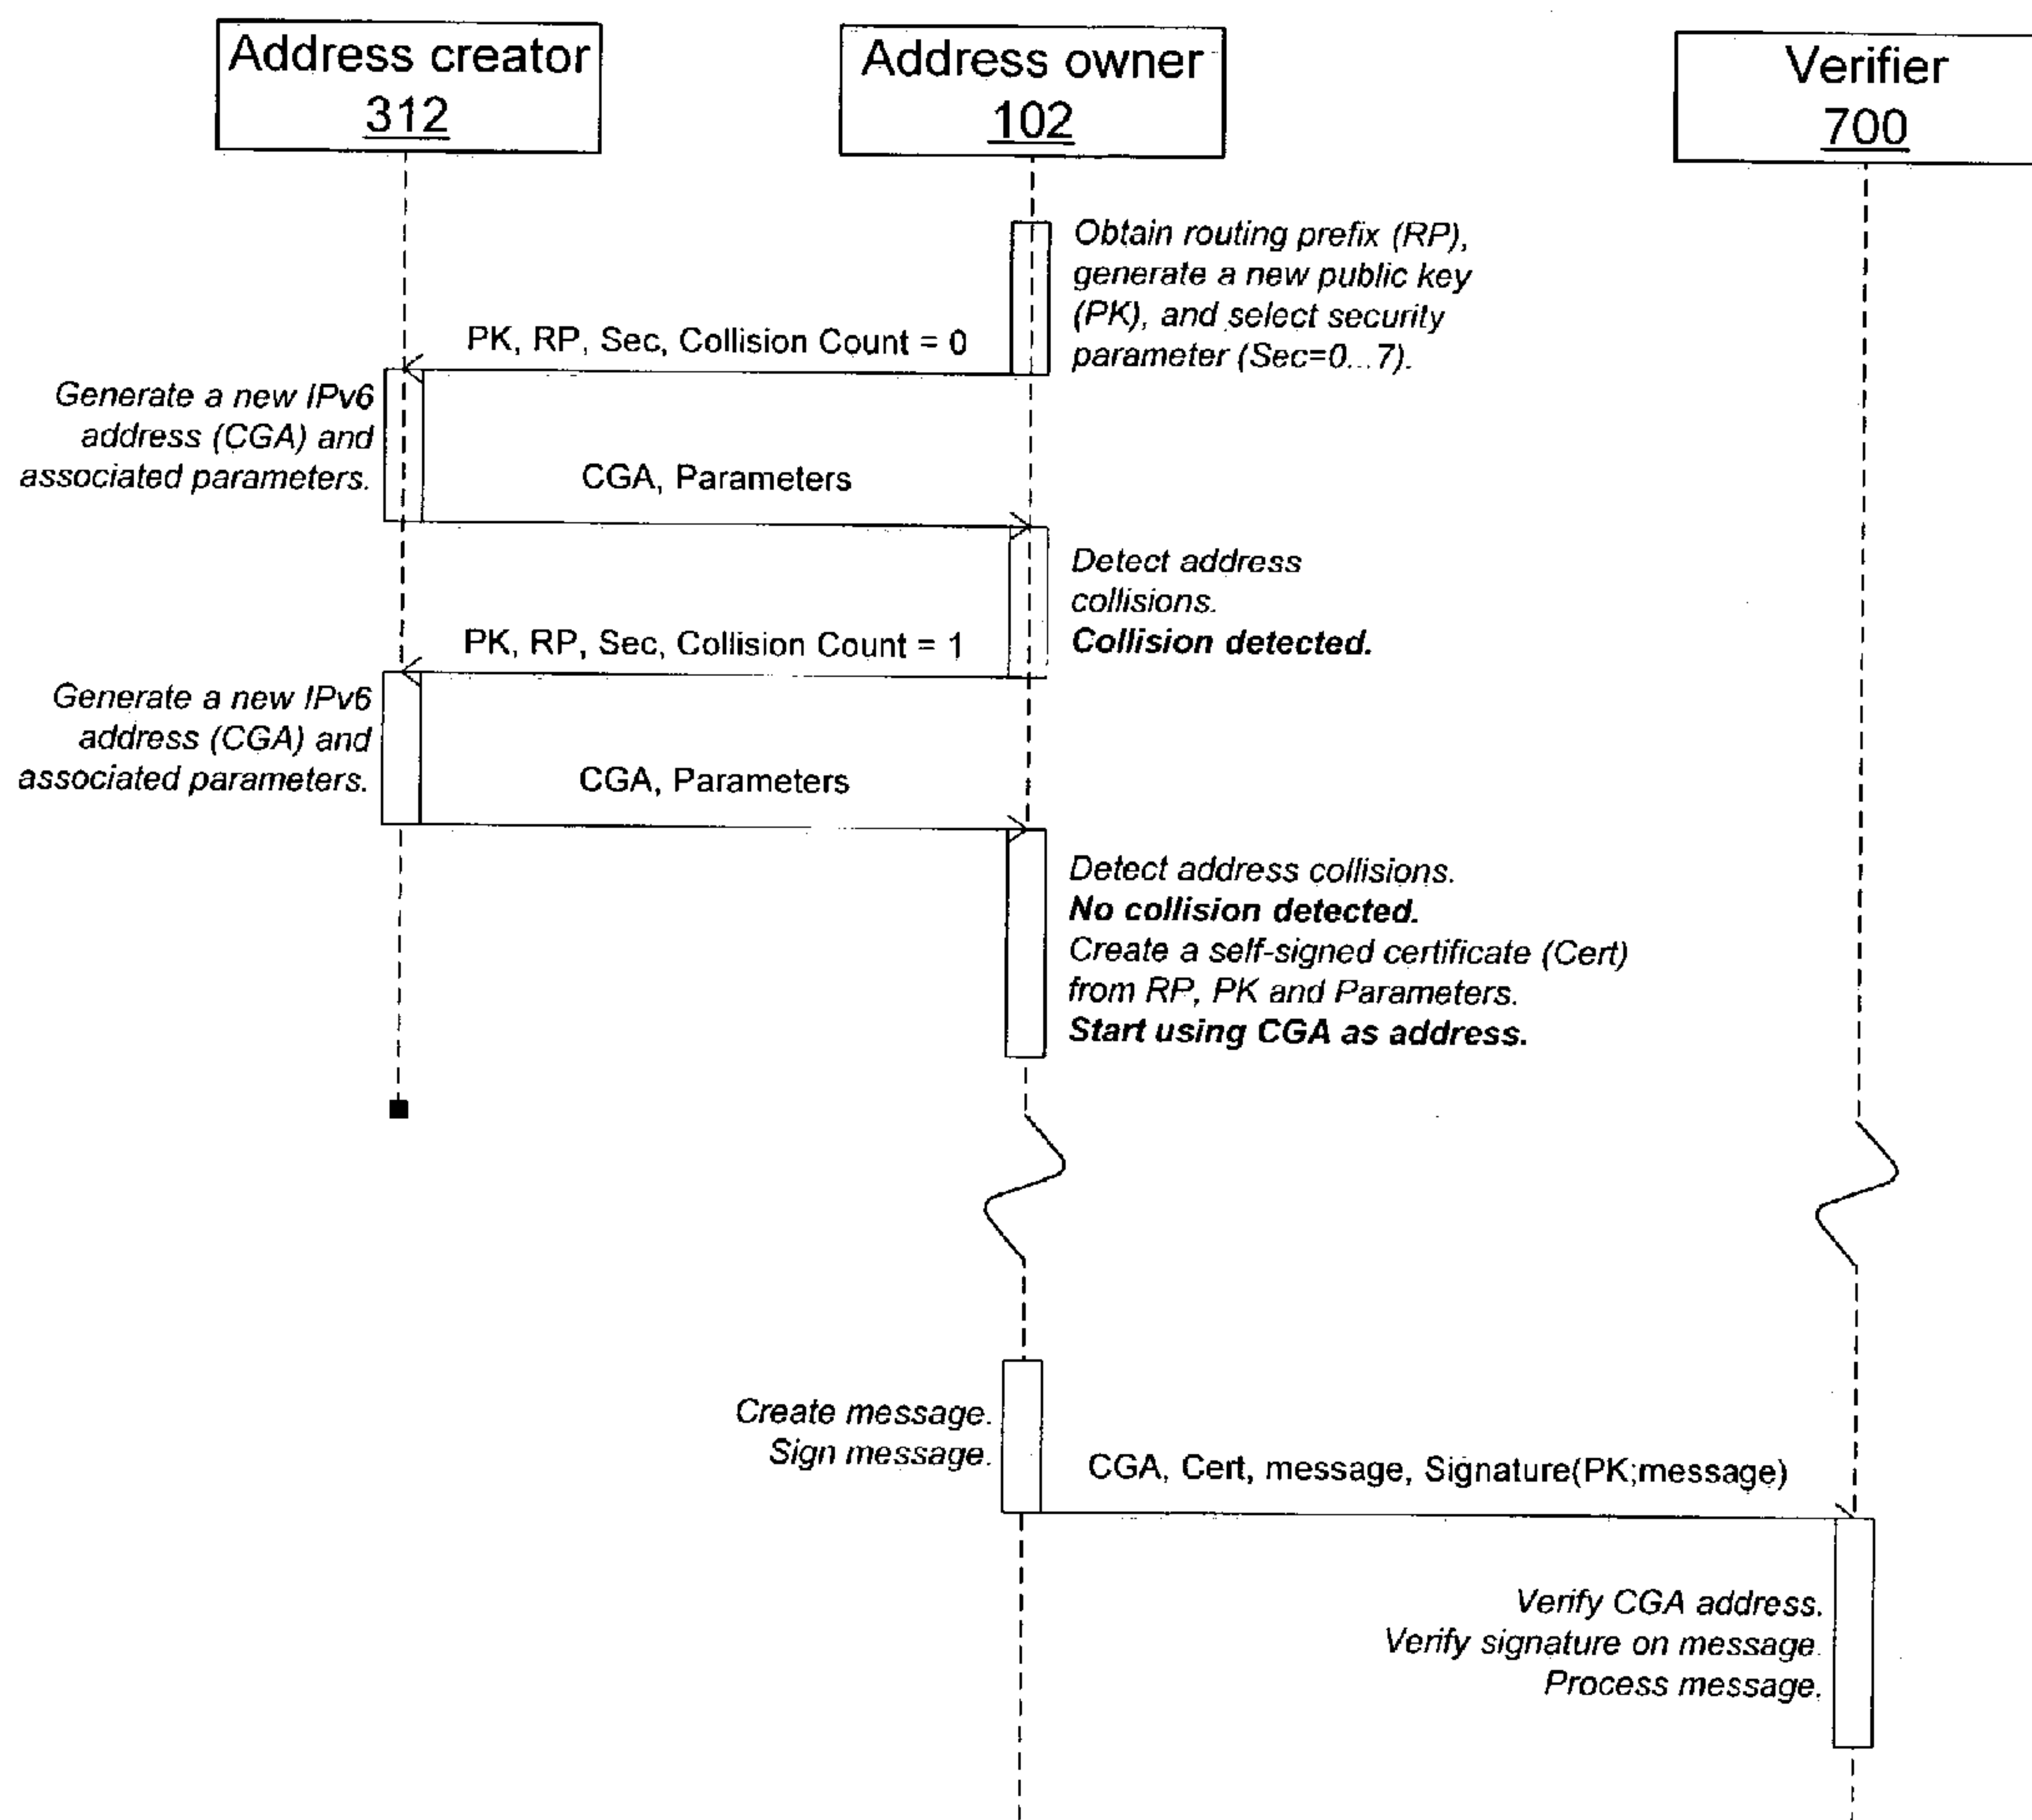 Address creator
312
Address owner
102
Verifier
700
Obtain routing prefix (RP),
generate a new public key
(PK), and select security
parameter (Sec=0...7).
PK, RP, Sec, Collision Count = 0
Generate a new IPv6
address (CGA) and
associated parameters.
CGA, Parameters
Detect address
collisions.
Collision detected.
PK, RP, Sec, Collision Count = 1
Generate a new IPv6
address (CGA) and
associated parameters.
CGA, Parameters
Detect address collisions.
No collision detected.
Create a self-signed certificate (Cert)
from RP, PK and Parameters.
Start using CGA as address.
Create message.
Sign message.
CGA, Cert, message, Signature(PK;message)
Verify CGA address.
Verify signature on message.
Process message.